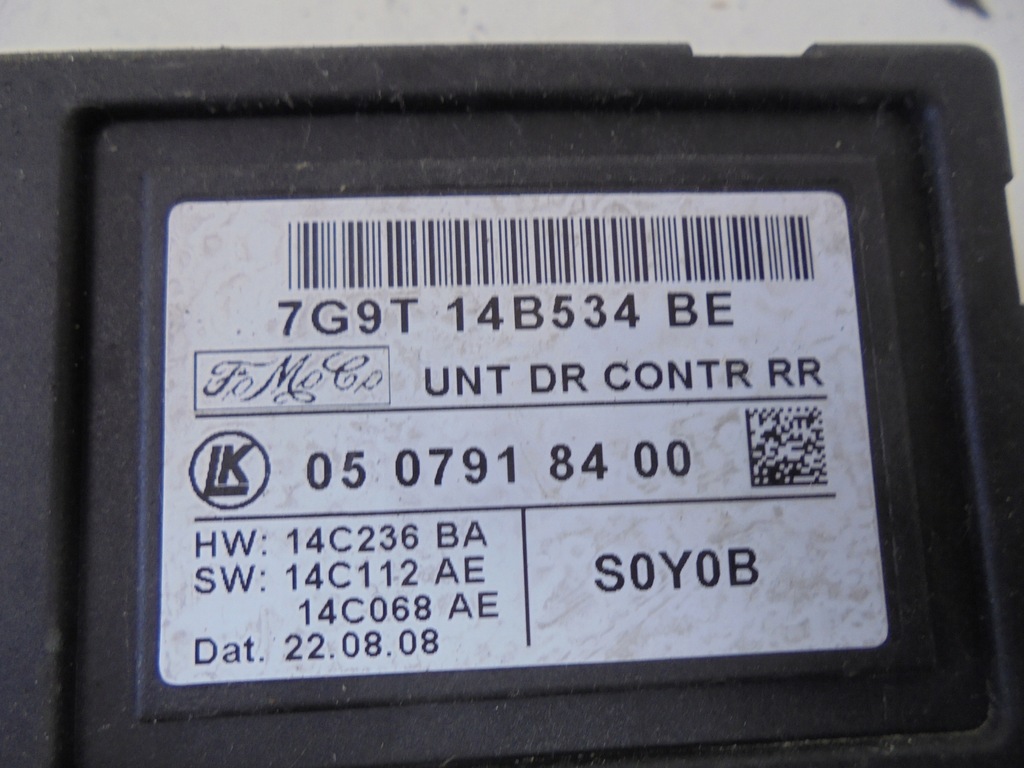 7G9T 14B534 BE
FoMoCo UNT DR CONTR RR
LK 05 0791 84 00
HW: 14C236 BA
SW: 14C112 AE
14C068 AE
Dat. 22.08.08
S0Y0B